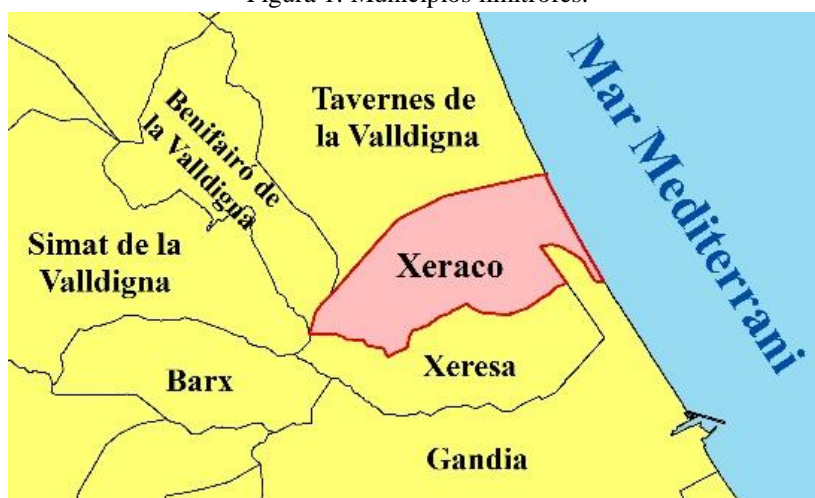 Figura 1: Municipios limítrofes.
Mar Mediterrani
Tavernes de
la Valldigna
Benifairó de
la Valldigna
Simat de la
Valldigna
Xeraco
Xeresa
Barx
Gandia